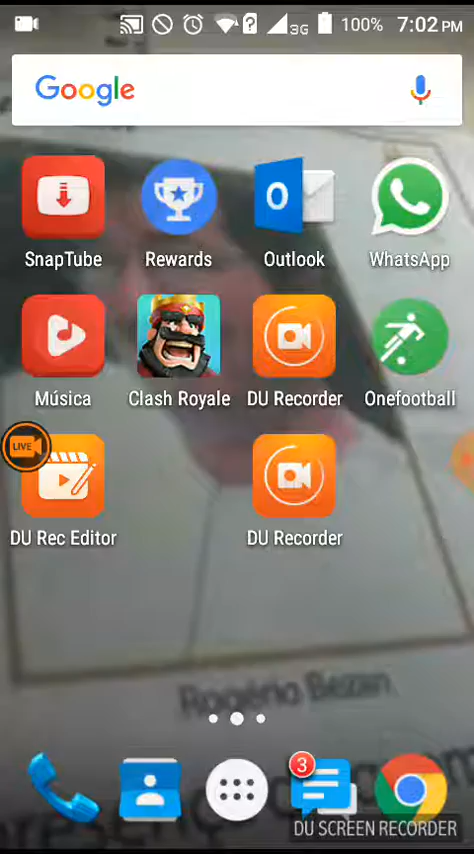 3G 100% 7:02 PM
Google
SnapTube Rewards Outlook WhatsApp
Música Clash Royale DU Recorder Onefootball
LIVE
DU Rec Editor DU Recorder
Rogério
3
DU SCREEN RECORDER